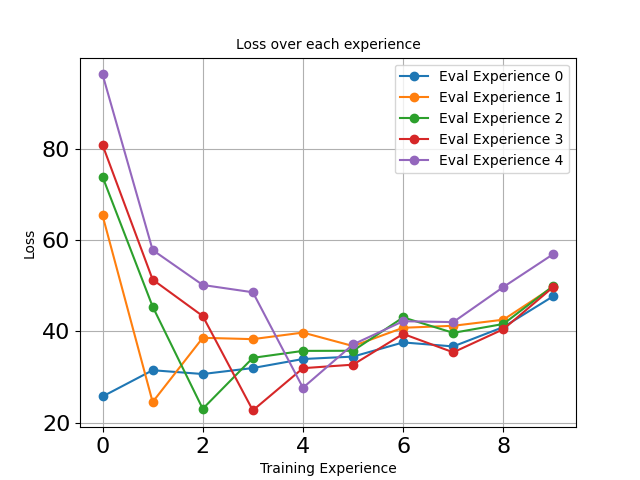 Loss over each experience
Eval Experience 0
Eval Experience 1
Eval Experience 2
Eval Experience 3
Eval Experience 4
80
60
40
20
Loss
0 2 4 6 8
Training Experience